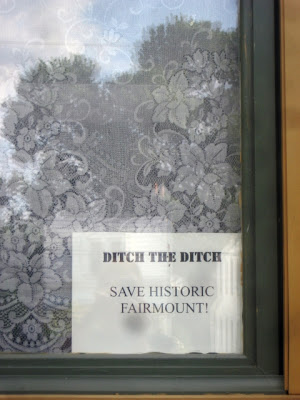 DITCH THE DITCH
SAVE HISTORIC
FAIRMOUNT!